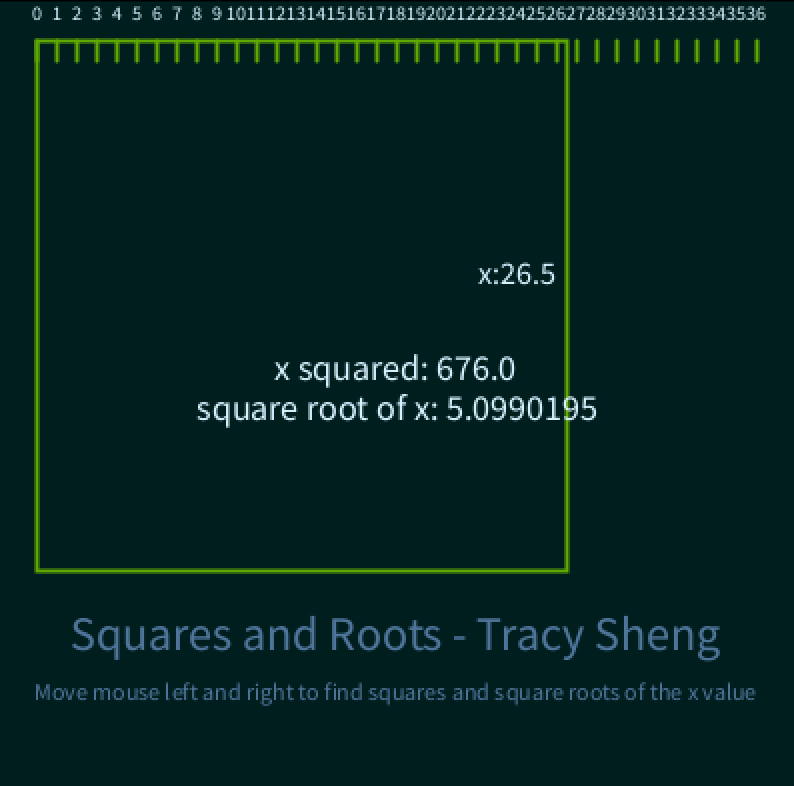 0 1 2 3 4 5 6 7 8 9 10 11 12 13 14 15 16 17 18 19 20 21 22 23 24 25 26 27 28 29 30 31 32 33 34 35 36
x:26.5
x squared: 676.0
square root of x: 5.0990195
Squares and Roots - Tracy Sheng
Move mouse left and right to find squares and square roots of the x value